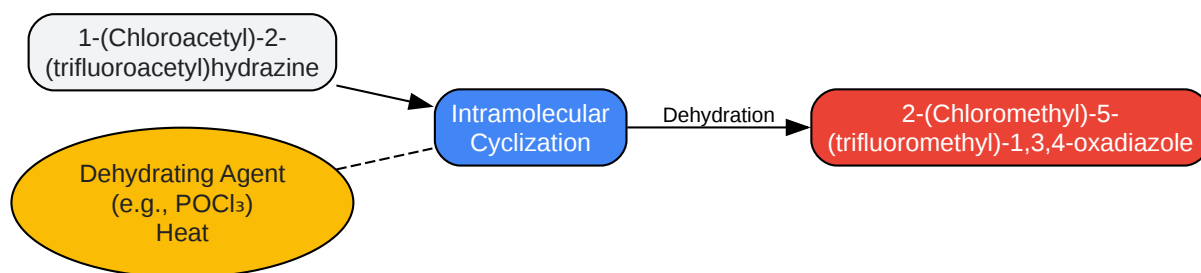 1-(Chloroacetyl)-2-
(trifluoroacetyl)hydrazine
Dehydrating Agent
(e.g., POCl₃)
Heat
Intramolecular
Cyclization
Dehydration
2-(Chloromethyl)-5-
(trifluoromethyl)-1,3,4-oxadiazole